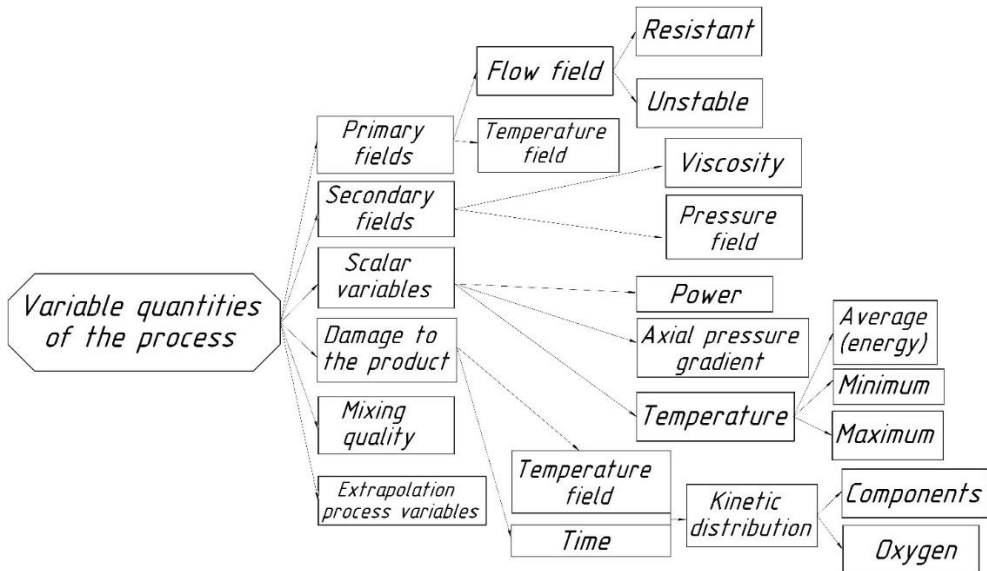 Variable quantities
of the process
Primary
fields
Secondary
fields
Scalar
variables
Damage to
the product
Mixing
quality
Extrapolation
process variables
Flow field
Temperature
field
Resistant
Unstable
Viscosity
Pressure
field
Power
Axial pressure
gradient
Temperature
Average
(energy)
Minimum
Maximum
Temperature
field
Time
Kinetic
distribution
Components
Oxygen